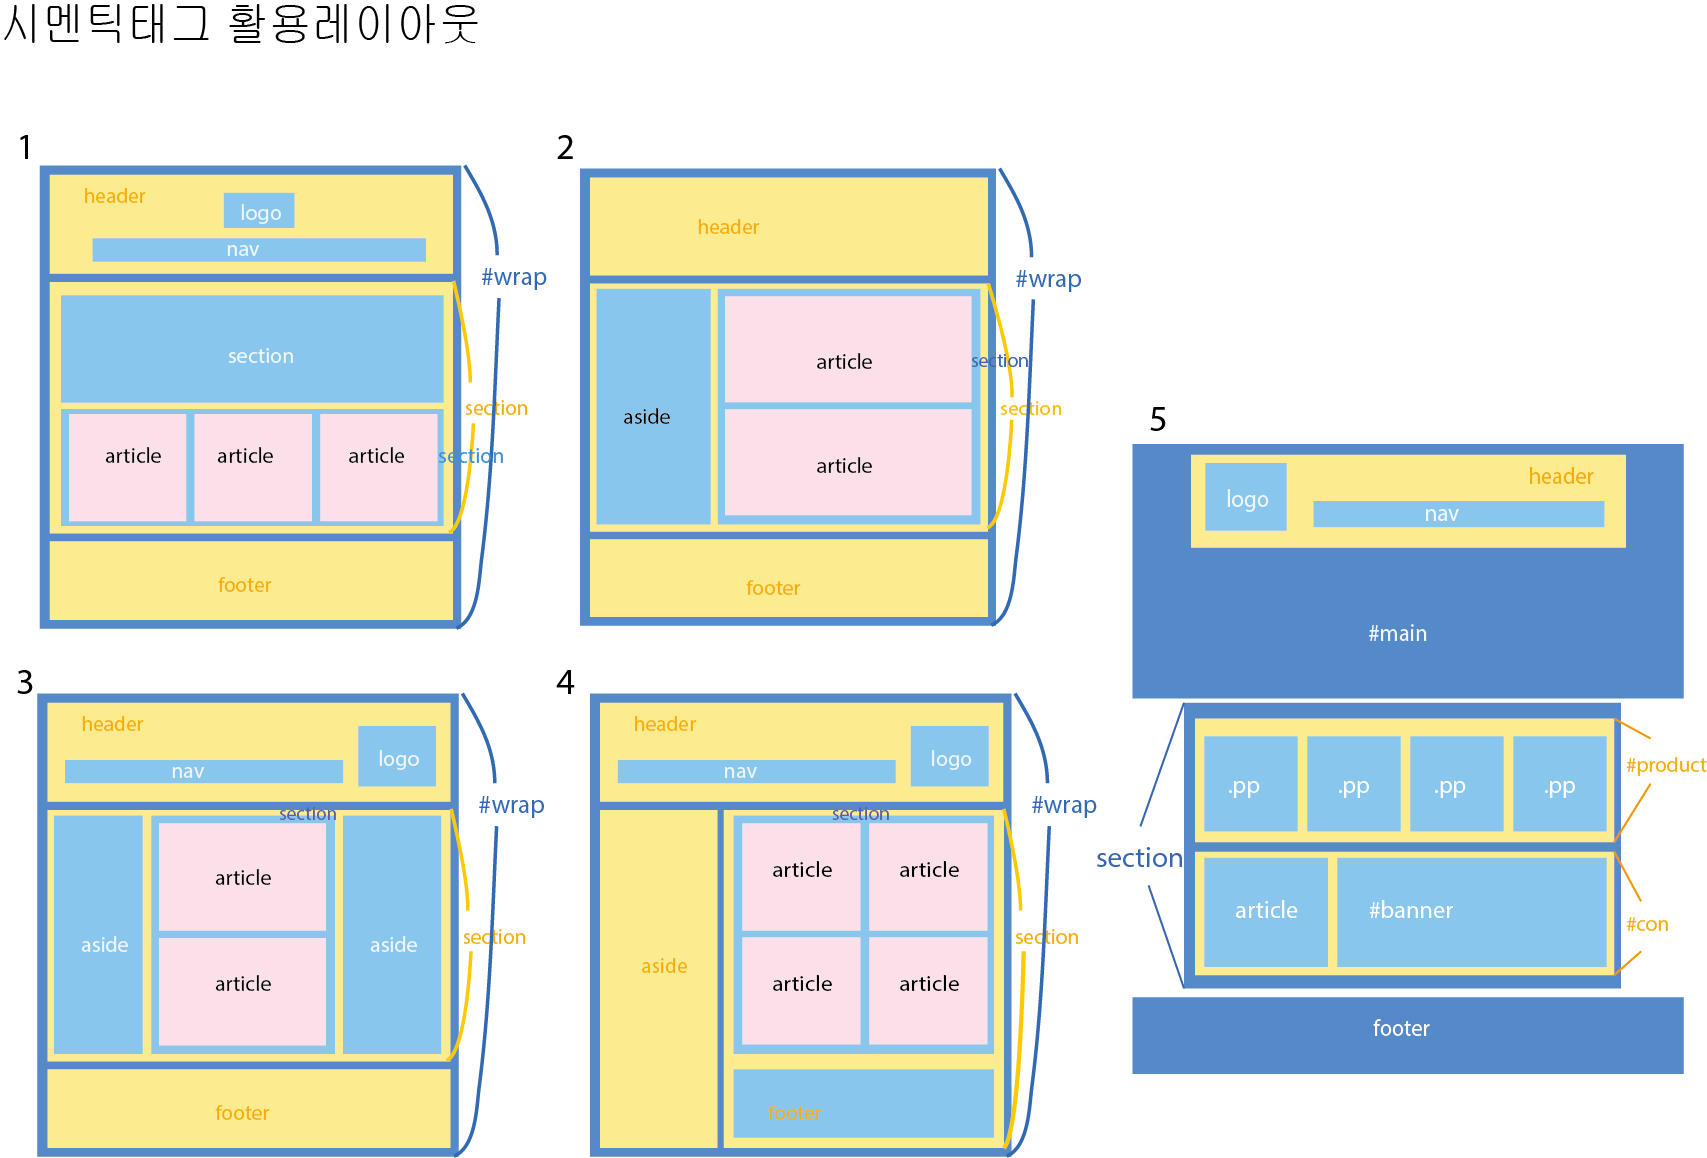 시멘틱태그 활용레이아웃
1
header
logo
nav
#wrap
section
section
article
article
article
section
footer
2
header
#wrap
article
section
section
aside
article
footer
3
header
logo
nav
#wrap
section
article
aside
aside
section
article
footer
4
header
logo
nav
#wrap
section
article
article
section
aside
article
article
footer
5
header
logo
nav
#main
#product
.pp
.pp
.pp
.pp
section
article
#banner
#con
footer